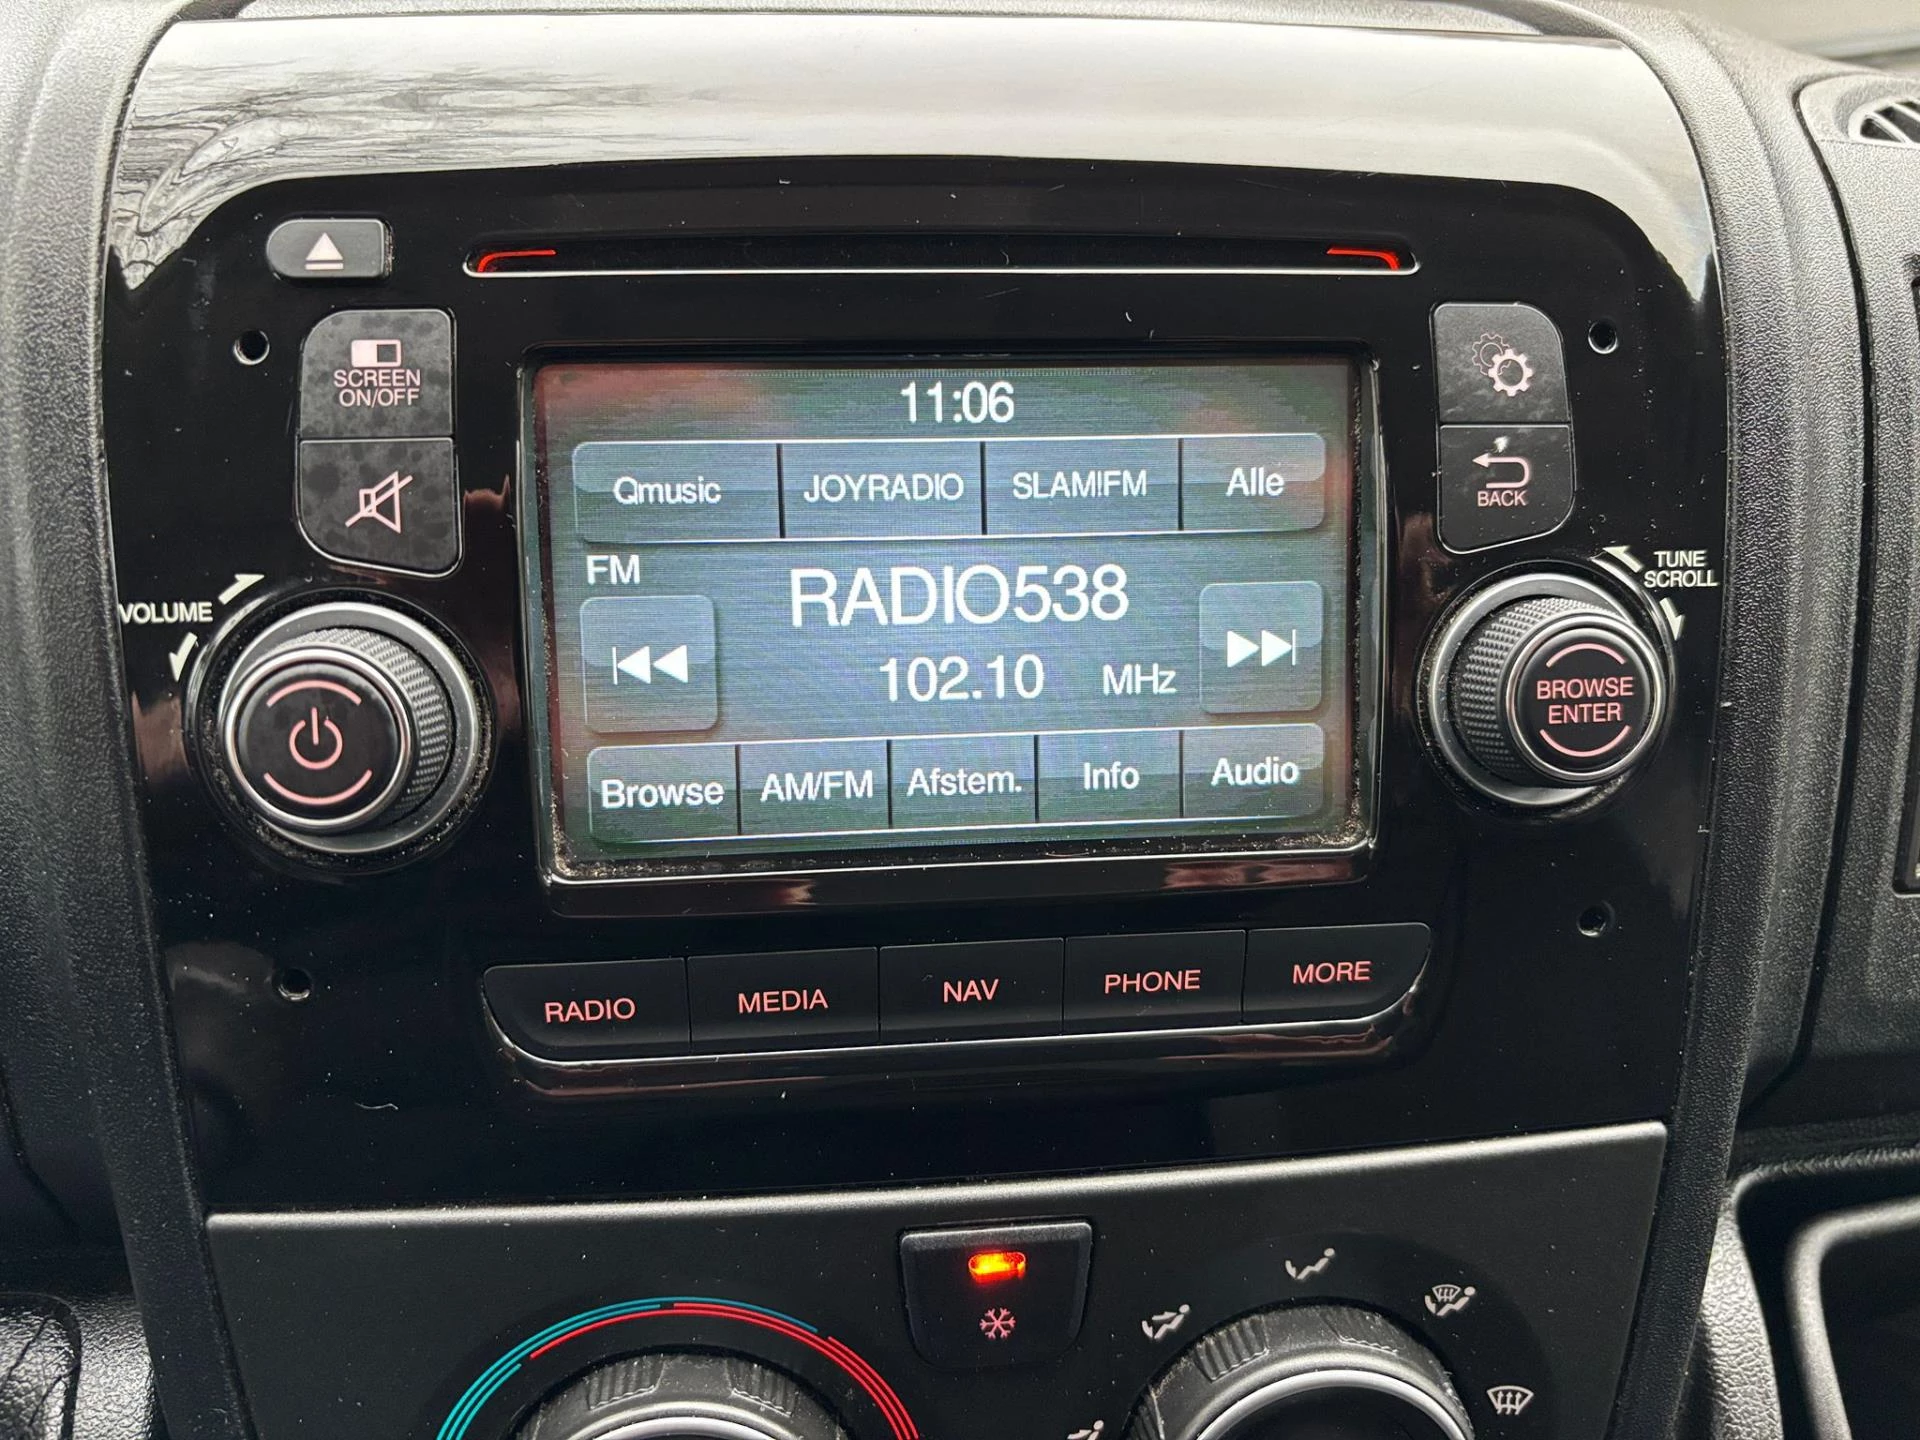 SCREEN
ON/OFF
VOLUME
11:06
Qmusic JOYRADIO SLAM!FM Alle
FM
RADIO538
102.10 MHz
Browse AM/FM Afstem. Info Audio
BACK
TUNE
SCROLL
BROWSE
ENTER
RADIO MEDIA NAV PHONE MORE